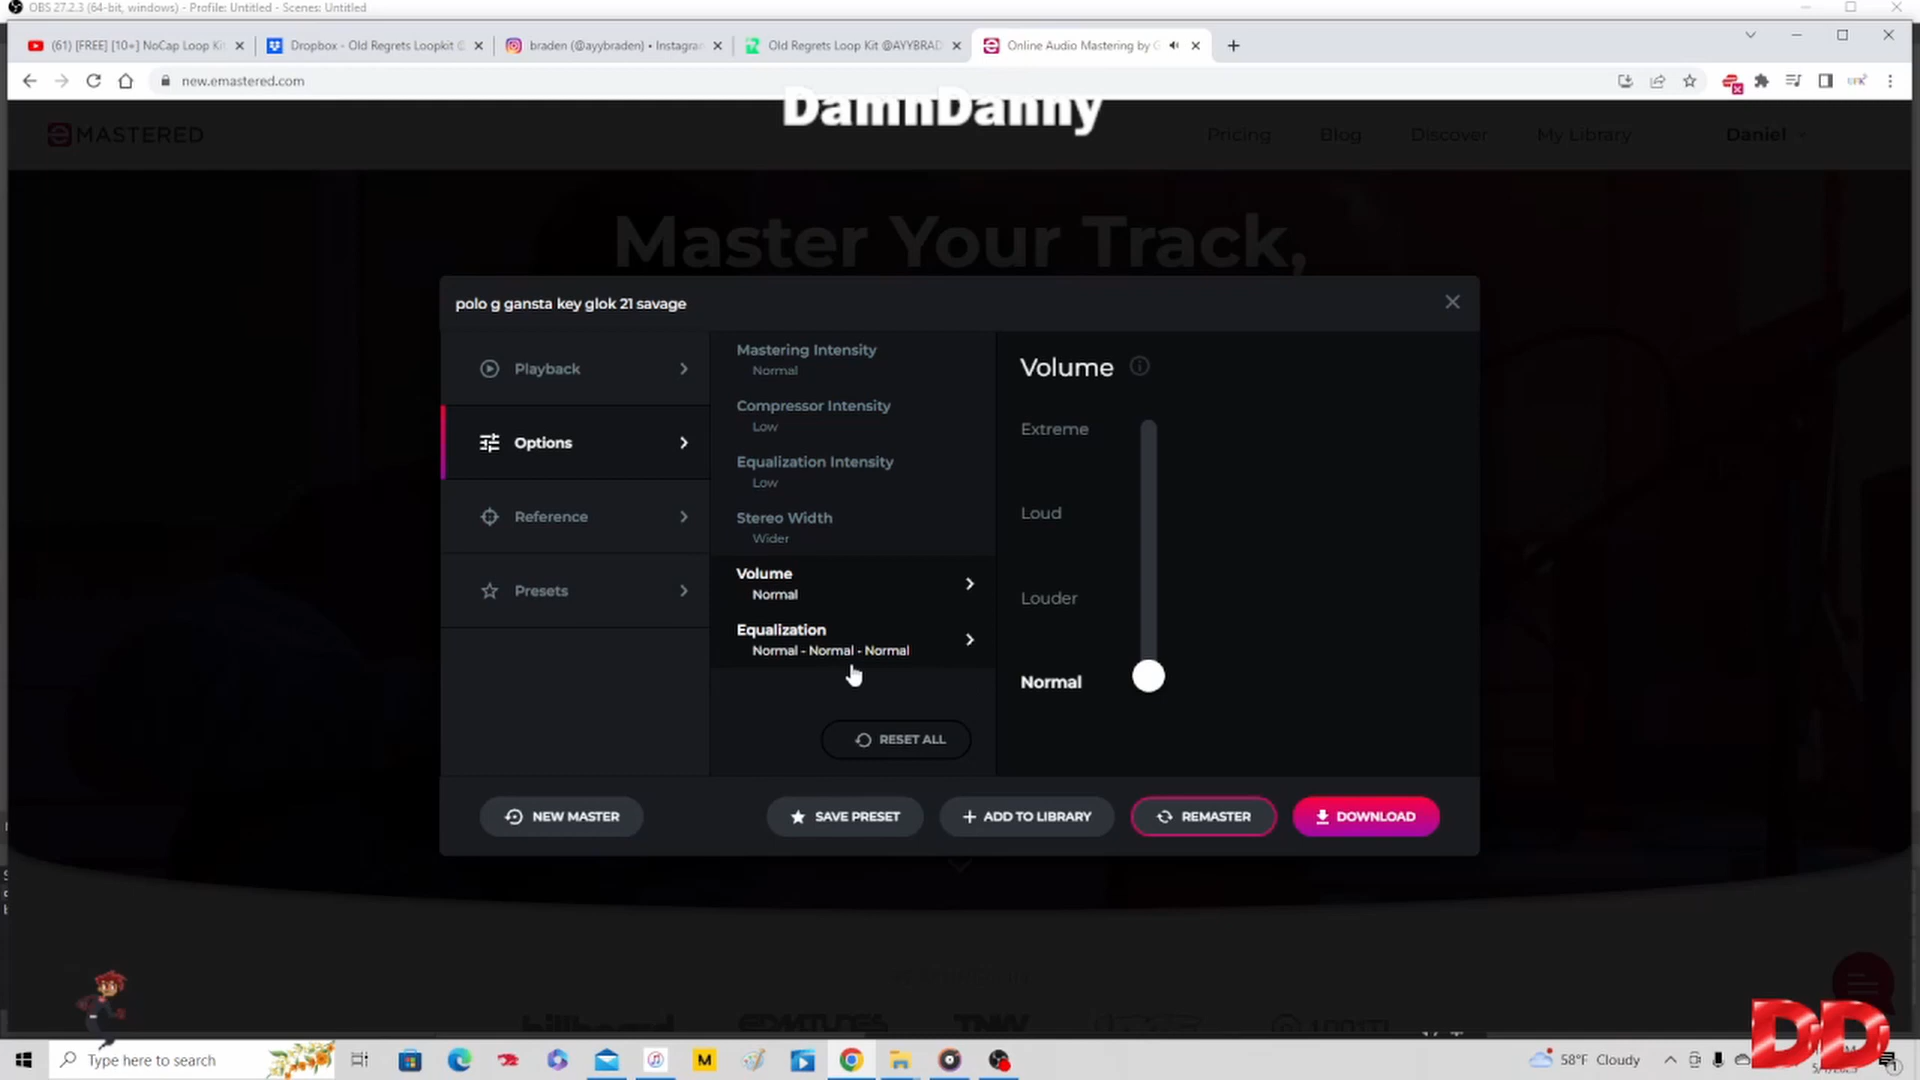 OBS 27.2.3 (64-bit, windows) - Profile: Untitled - Scenes: Untitled
(61) [FREE] [10+] NoCap Loop Ki
Dropbox - Old Regrets Loopkit @
braden (@ayybraden) • Instagra
Old Regrets Loop Kit @AYYBRAD
Online Audio Mastering by
new.emastered.com
DamnDanny
MASTERED
Pricing
Blog
Discover
My Library
Daniel
Master Your Track,
polo g gansta key glok 21 savage
Playback
Options
Reference
Presets
Mastering Intensity
Normal
Compressor Intensity
Low
Equalization Intensity
Low
Stereo Width
Wider
Volume
Normal
Equalization
Normal - Normal - Normal
RESET ALL
Volume
Extreme
Loud
Louder
Normal
NEW MASTER
SAVE PRESET
ADD TO LIBRARY
REMASTER
DOWNLOAD
billboard
EDMTUNES
TNW
DD
Type here to search
M
58°F Cloudy